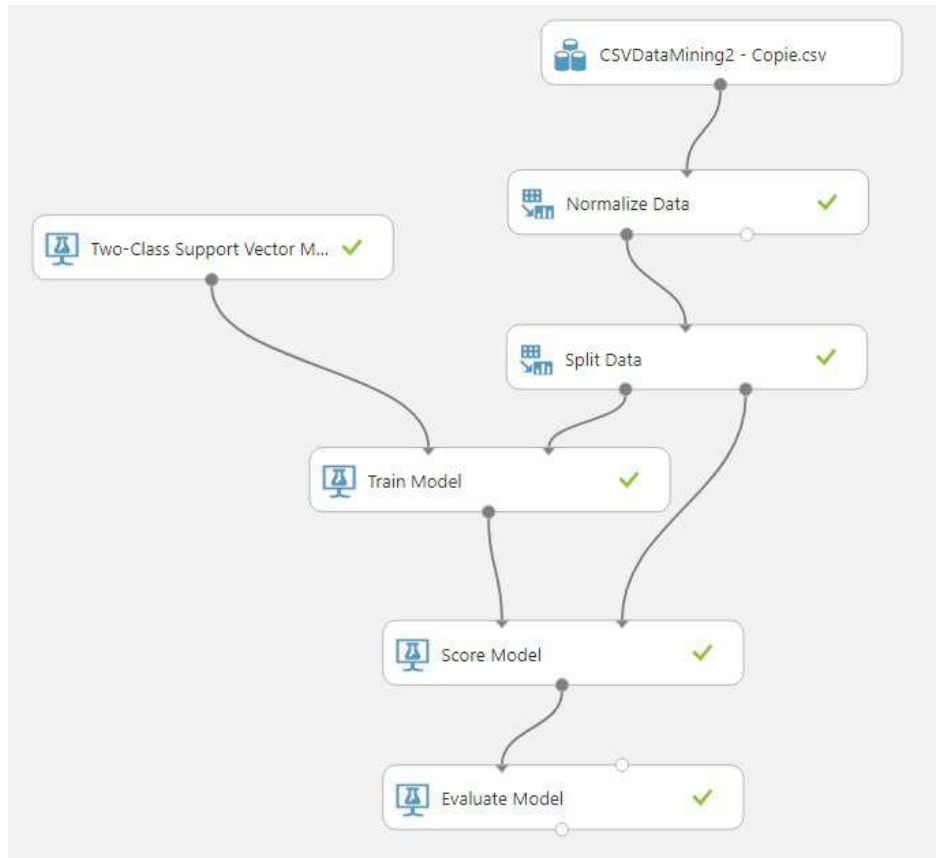 CSVDataMining2 - Copie.csv
Normalize Data
Two-Class Support Vector M...
Split Data
Train Model
Score Model
Evaluate Model